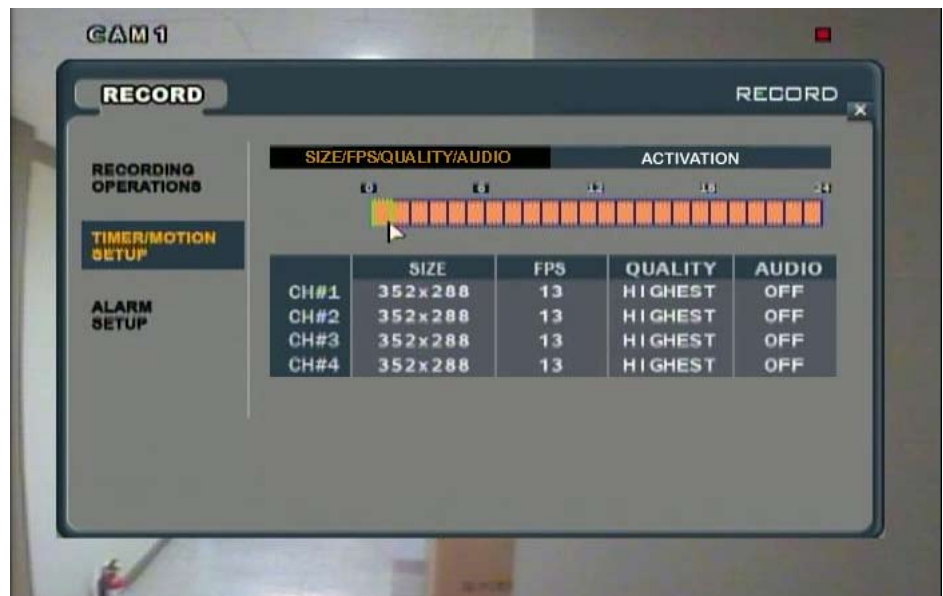 CAM 1
RECORD
RECORD
X
RECORDING
OPERATIONS
TIMER/MOTION
SETUP
ALARM
SETUP
SIZE/FPS/QUALITY/AUDIO ACTIVATION
0 6 12 18 24
SIZE FPS QUALITY AUDIO
CH#1 352x288 13 HIGHEST OFF
CH#2 352x288 13 HIGHEST OFF
CH#3 352x288 13 HIGHEST OFF
CH#4 352x288 13 HIGHEST OFF